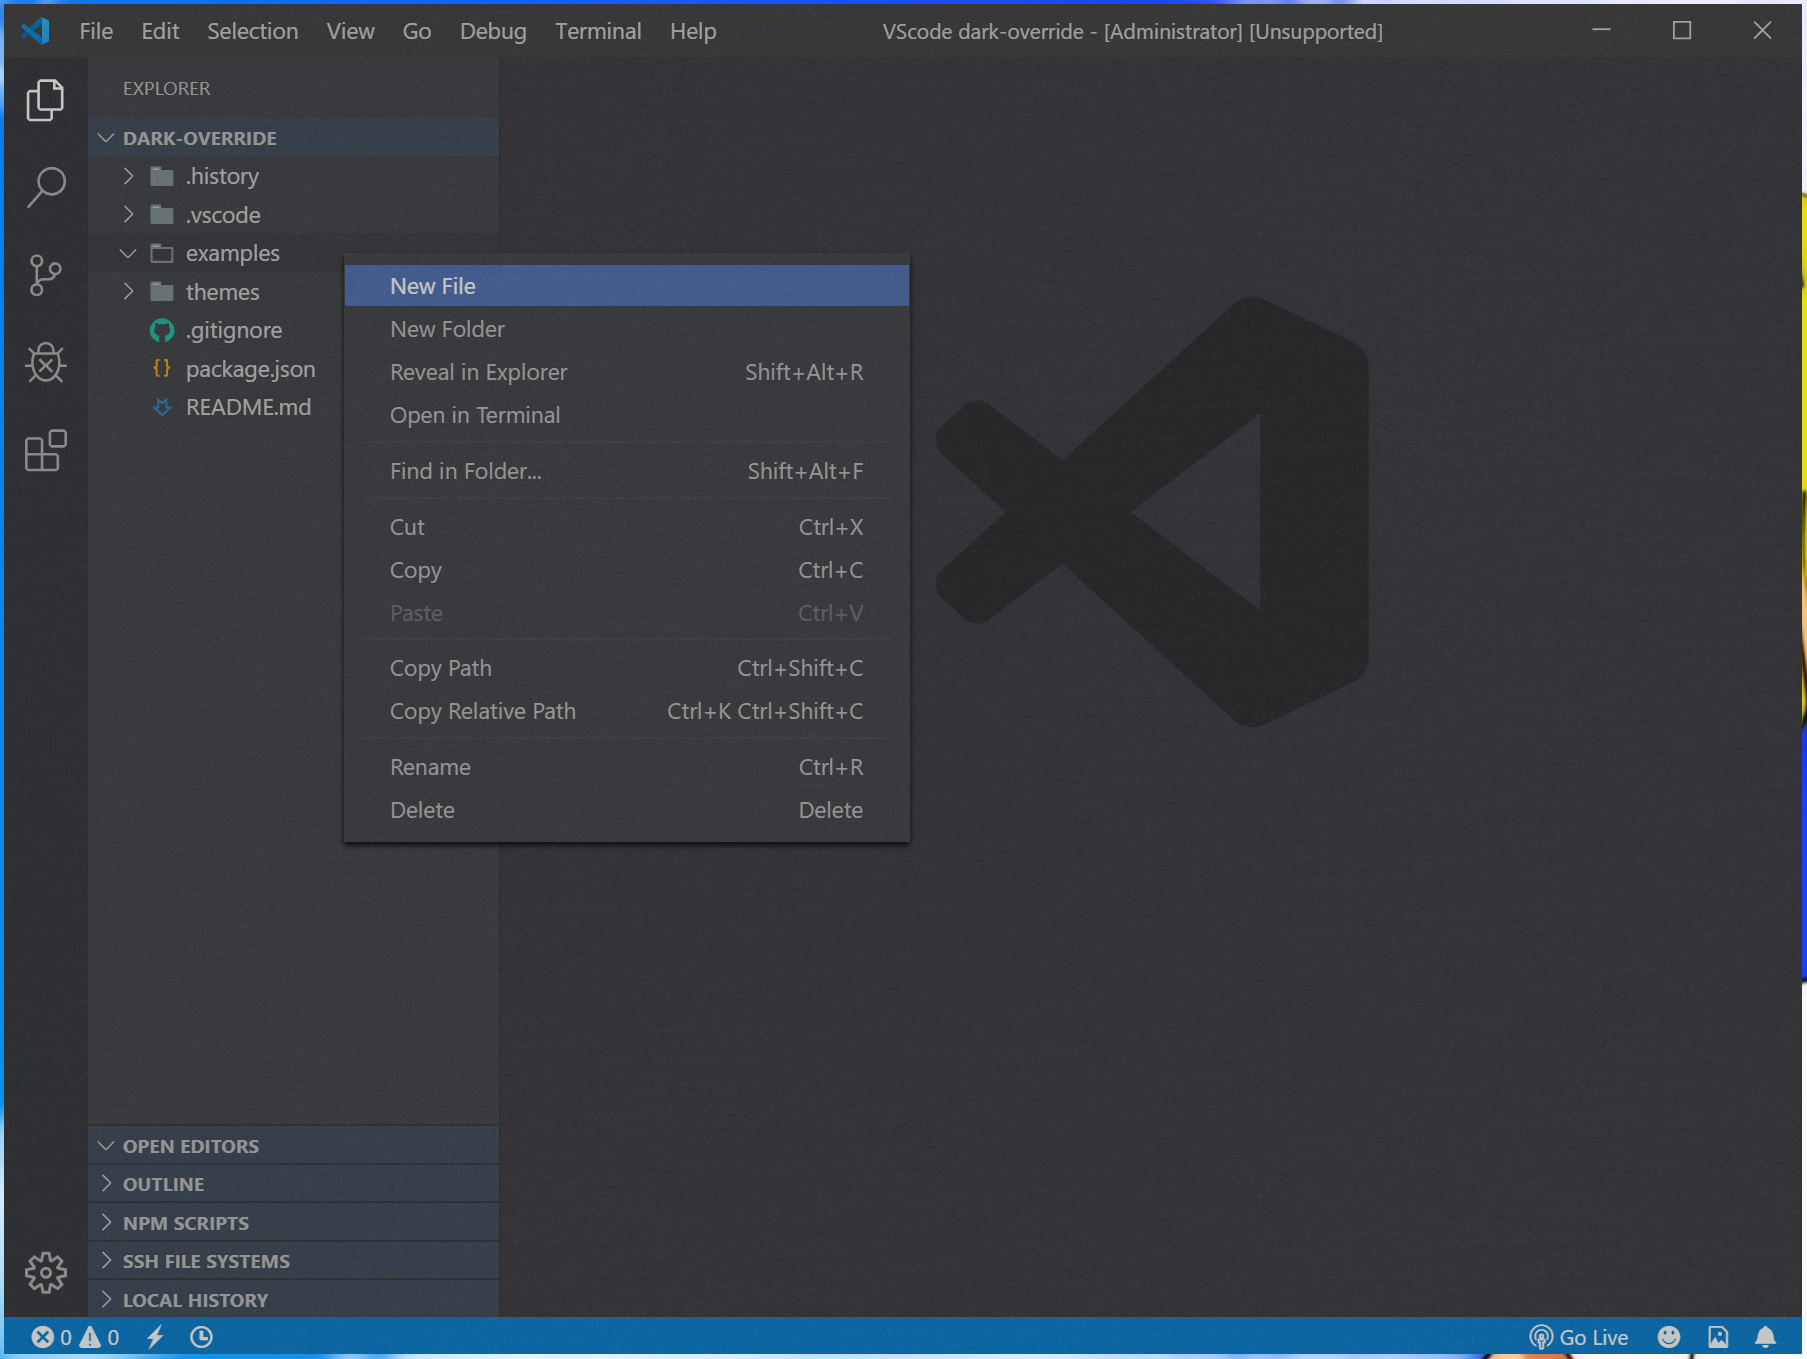 File Edit Selection View Go Debug Terminal Help VScode dark-override - [Administrator] [Unsupported]
EXPLORER
DARK-OVERRIDE
.history
.vscode
examples
themes
.gitignore
package.json
README.md
New File
New Folder
Reveal in Explorer Shift+Alt+R
Open in Terminal
Find in Folder... Shift+Alt+F
Cut Ctrl+X
Copy Ctrl+C
Paste Ctrl+V
Copy Path Ctrl+Shift+C
Copy Relative Path Ctrl+K Ctrl+Shift+C
Rename Ctrl+R
Delete Delete
OPEN EDITORS
OUTLINE
NPM SCRIPTS
SSH FILE SYSTEMS
LOCAL HISTORY
0 0 Go Live